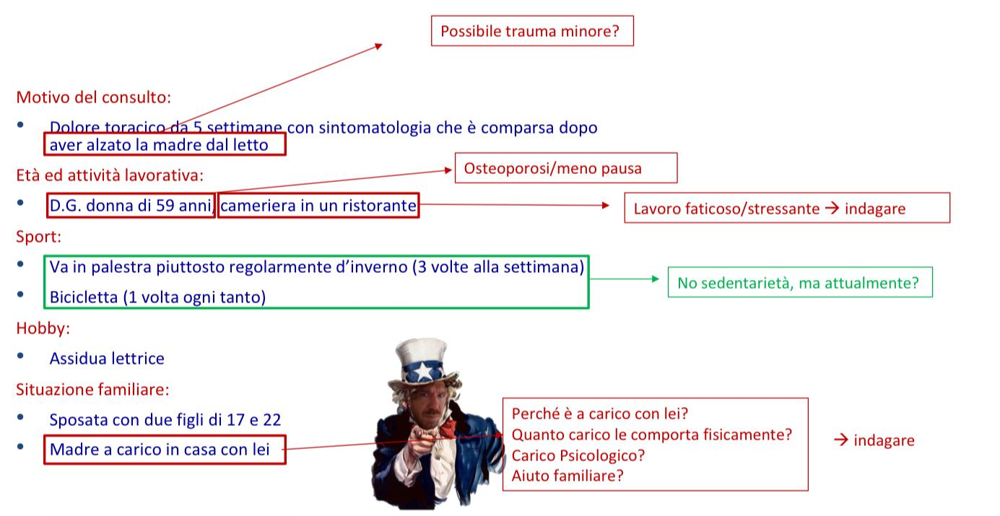 Possibile trauma minore?
Motivo del consulto:
• Dolore toracico da 5 settimane con sintomatologia che è comparsa dopo
aver alzato la madre dal letto
Osteoporosi/meno pausa
Età ed attività lavorativa:
• D.G. donna di 59 anni, cameriera in un ristorante
Lavoro faticoso/stressante → indagare
Sport:
• Va in palestra piuttosto regolarmente d’inverno (3 volte alla settimana)
• Bicicletta (1 volta ogni tanto)
No sedentarietà, ma attualmente?
Hobby:
• Assidua lettrice
Situazione familiare:
• Sposata con due figli di 17 e 22
• Madre a carico in casa con lei
Perché è a carico con lei?
Quanto carico le comporta fisicamente?
Carico Psicologico?
Aiuto familiare?
→ indagare